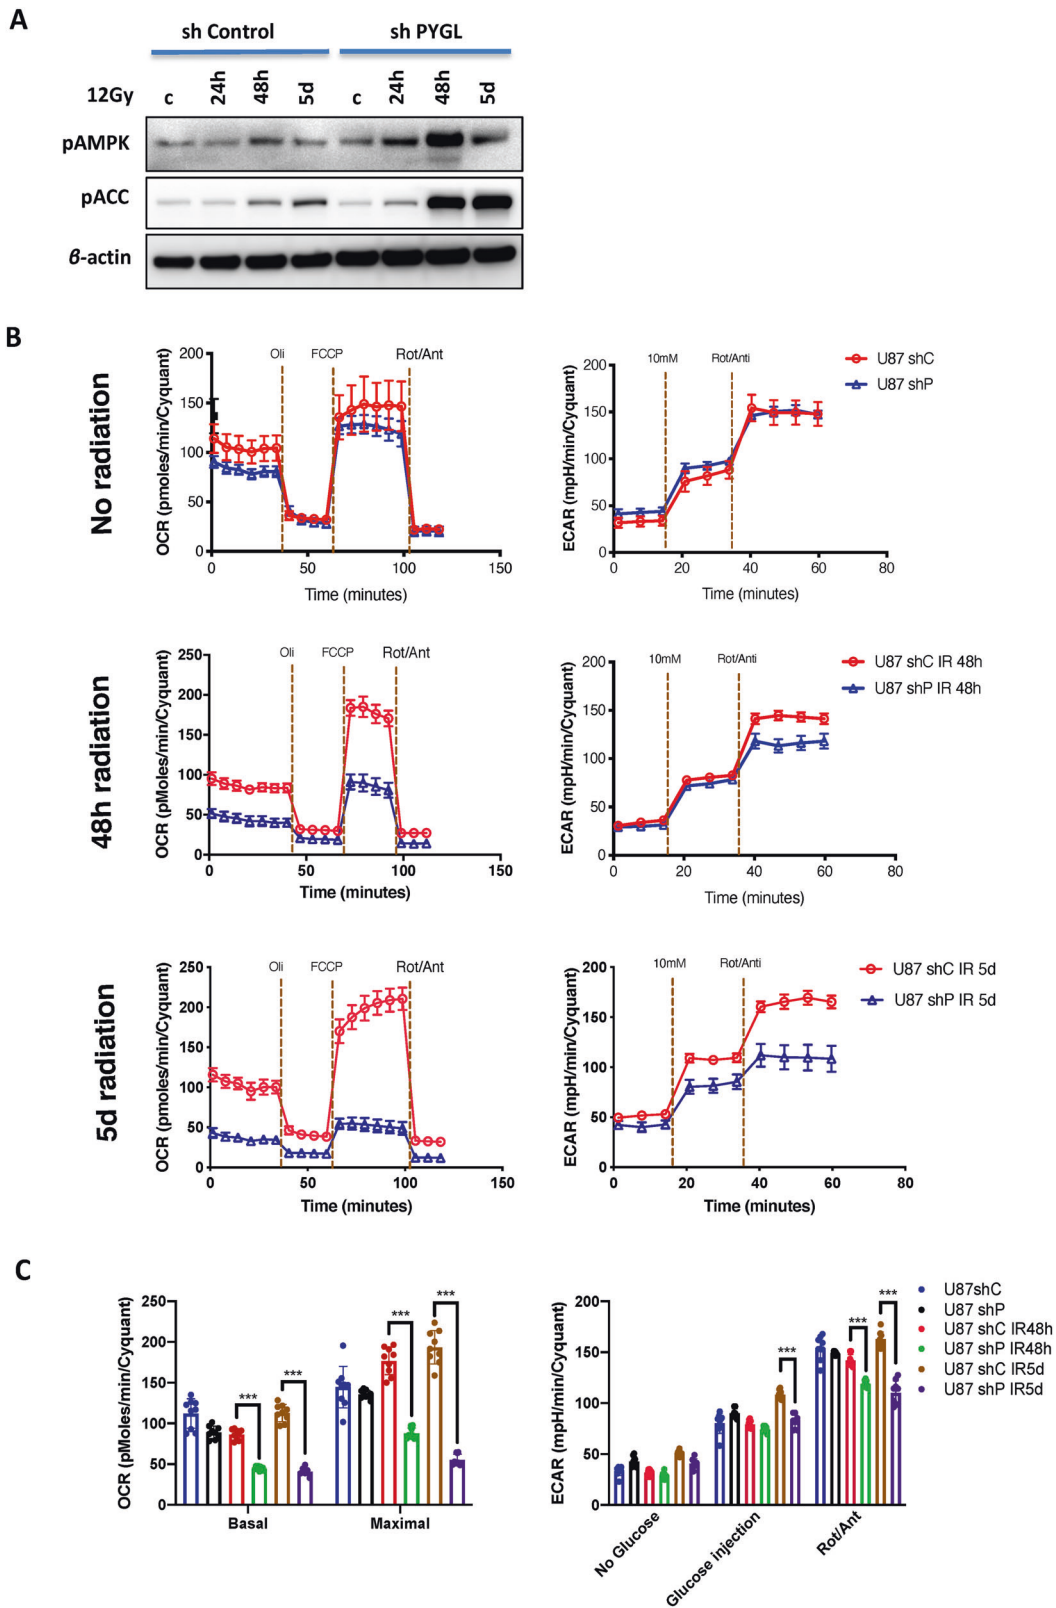 A
sh Control sh PYGL
12Gy c 24h 48h 5d c 24h 48h 5d
pAMPK
pACC
β-actin
B
No radiation
Oli FCCP Rot/Ant
200
150
100
50
0
0 50 100 150
OCR (pmoles/min/Cyquant)
Time (minutes)
10mM Rot/Anti
200
150
100
50
0
0 20 40 60 80
ECAR (mpH/min/Cyquant)
Time (minutes)
U87 shC
U87 shP
48h radiation
Oli FCCP Rot/Ant
250
200
150
100
50
0
0 50 100 150
OCR (pMoles/min/Cyquant)
Time (minutes)
10mM Rot/Anti
200
150
100
50
0
0 20 40 60 80
ECAR (mpH/min/Cyquant)
Time (minutes)
U87 shC IR 48h
U87 shP IR 48h
5d radiation
Oli FCCP Rot/Ant
250
200
150
100
50
0
0 50 100 150
OCR (pmoles/min/Cyquant)
Time (minutes)
10mM Rot/Anti
200
150
100
50
0
0 20 40 60 80
ECAR (mpH/min/Cyquant)
Time (minutes)
U87 shC IR 5d
U87 shP IR 5d
C
250
200
150
100
50
0
OCR (pMoles/min/Cyquant)
*** *** *** ***
Basal Maximal
200
150
100
50
0
ECAR (mpH/min/Cyquant)
*** *** ***
No Glucose
Glucose injection
Rot/Ant
U87shC
U87 shP
U87 shC IR48h
U87 shP IR48h
U87 shC IR5d
U87 shP IR5d